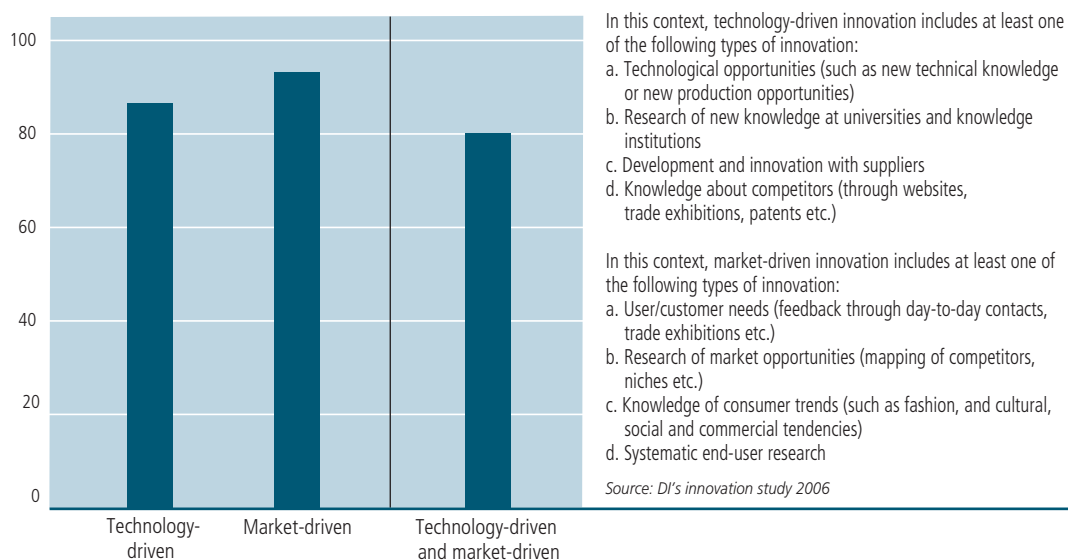 100
80
60
40
20
0
Technology-
driven
Market-driven
Technology-driven
and market-driven
In this context, technology-driven innovation includes at least one
of the following types of innovation:
a. Technological opportunities (such as new technical knowledge
or new production opportunities)
b. Research of new knowledge at universities and knowledge
institutions
c. Development and innovation with suppliers
d. Knowledge about competitors (through websites,
trade exhibitions, patents etc.)
In this context, market-driven innovation includes at least one of
the following types of innovation:
a. User/customer needs (feedback through day-to-day contacts,
trade exhibitions etc.)
b. Research of market opportunities (mapping of competitors,
niches etc.)
c. Knowledge of consumer trends (such as fashion, and cultural,
social and commercial tendencies)
d. Systematic end-user research
Source: DI's innovation study 2006